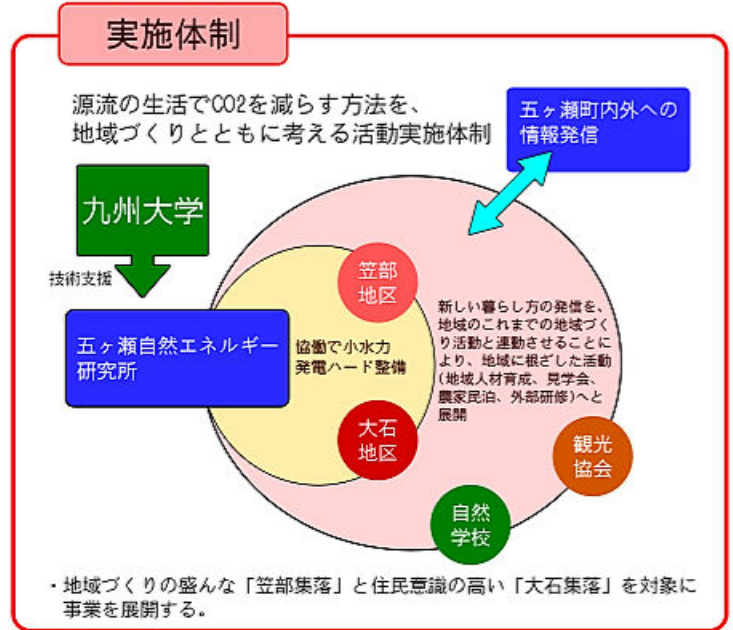 実施体制
源流の生活でCO2を減らす方法を、
地域づくりとともに考える活動実施体制
五ヶ瀬町内外への
情報発信
九州大学
技術支援
五ヶ瀬自然エネルギー
研究所
笠部
地区
協働で小水力
発電ハード整備
大石
地区
新しい暮らし方の発信を、
地域のこれまでの地域づく
り活動と連動させることに
より、地域に根ざした活動
(地域人材育成、見学会、
農家民泊、外部研修)へと
展開
観光
協会
自然
学校
・地域づくりの盛んな「笠部集落」と住民意識の高い「大石集落」を対象に
事業を展開する。